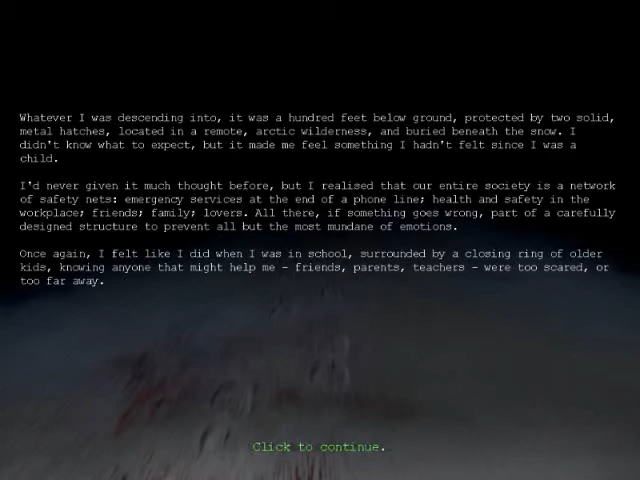 Whatever I was descending into, it was a hundred feet below ground, protected by two solid,
metal hatches, located in a remote, arctic wilderness, and buried beneath the snow. I
didn't know what to expect, but it made me feel something I hadn't felt since I was a
child.
I'd never given it much thought before, but I realised that our entire society is a network
of safety nets: emergency services at the end of a phone line; health and safety in the
workplace; friends; family; lovers. All there, if something goes wrong, part of a carefully
designed structure to prevent all but the most mundane of emotions.
Once again, I felt like I did when I was in school, surrounded by a closing ring of older
kids, knowing anyone that might help me - friends, parents, teachers - were too scared, or
too far away.
Click to continue.